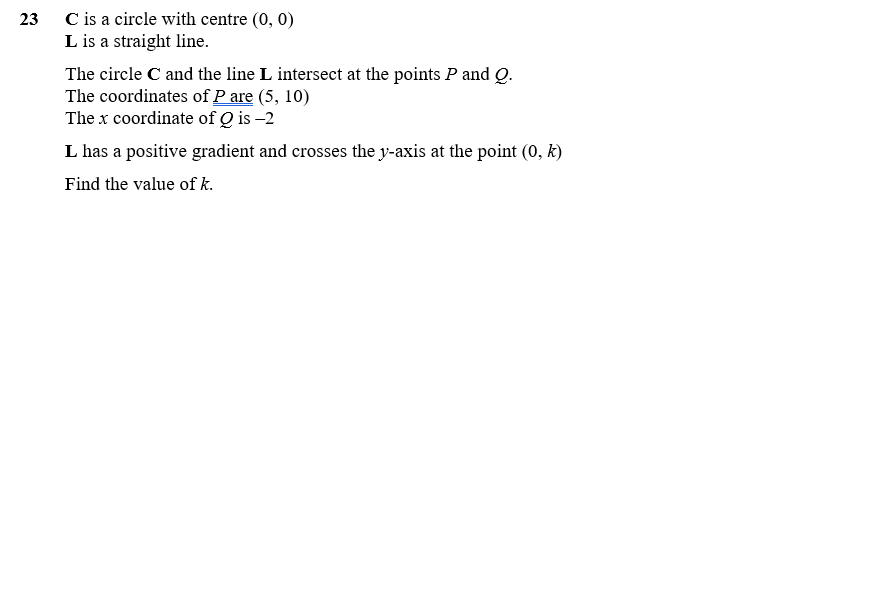 23 C is a circle with centre (0, 0)
L is a straight line.
The circle C and the line L intersect at the points P and Q.
The coordinates of P are (5, 10)
The x coordinate of Q is –2
L has a positive gradient and crosses the y-axis at the point (0, k)
Find the value of k.